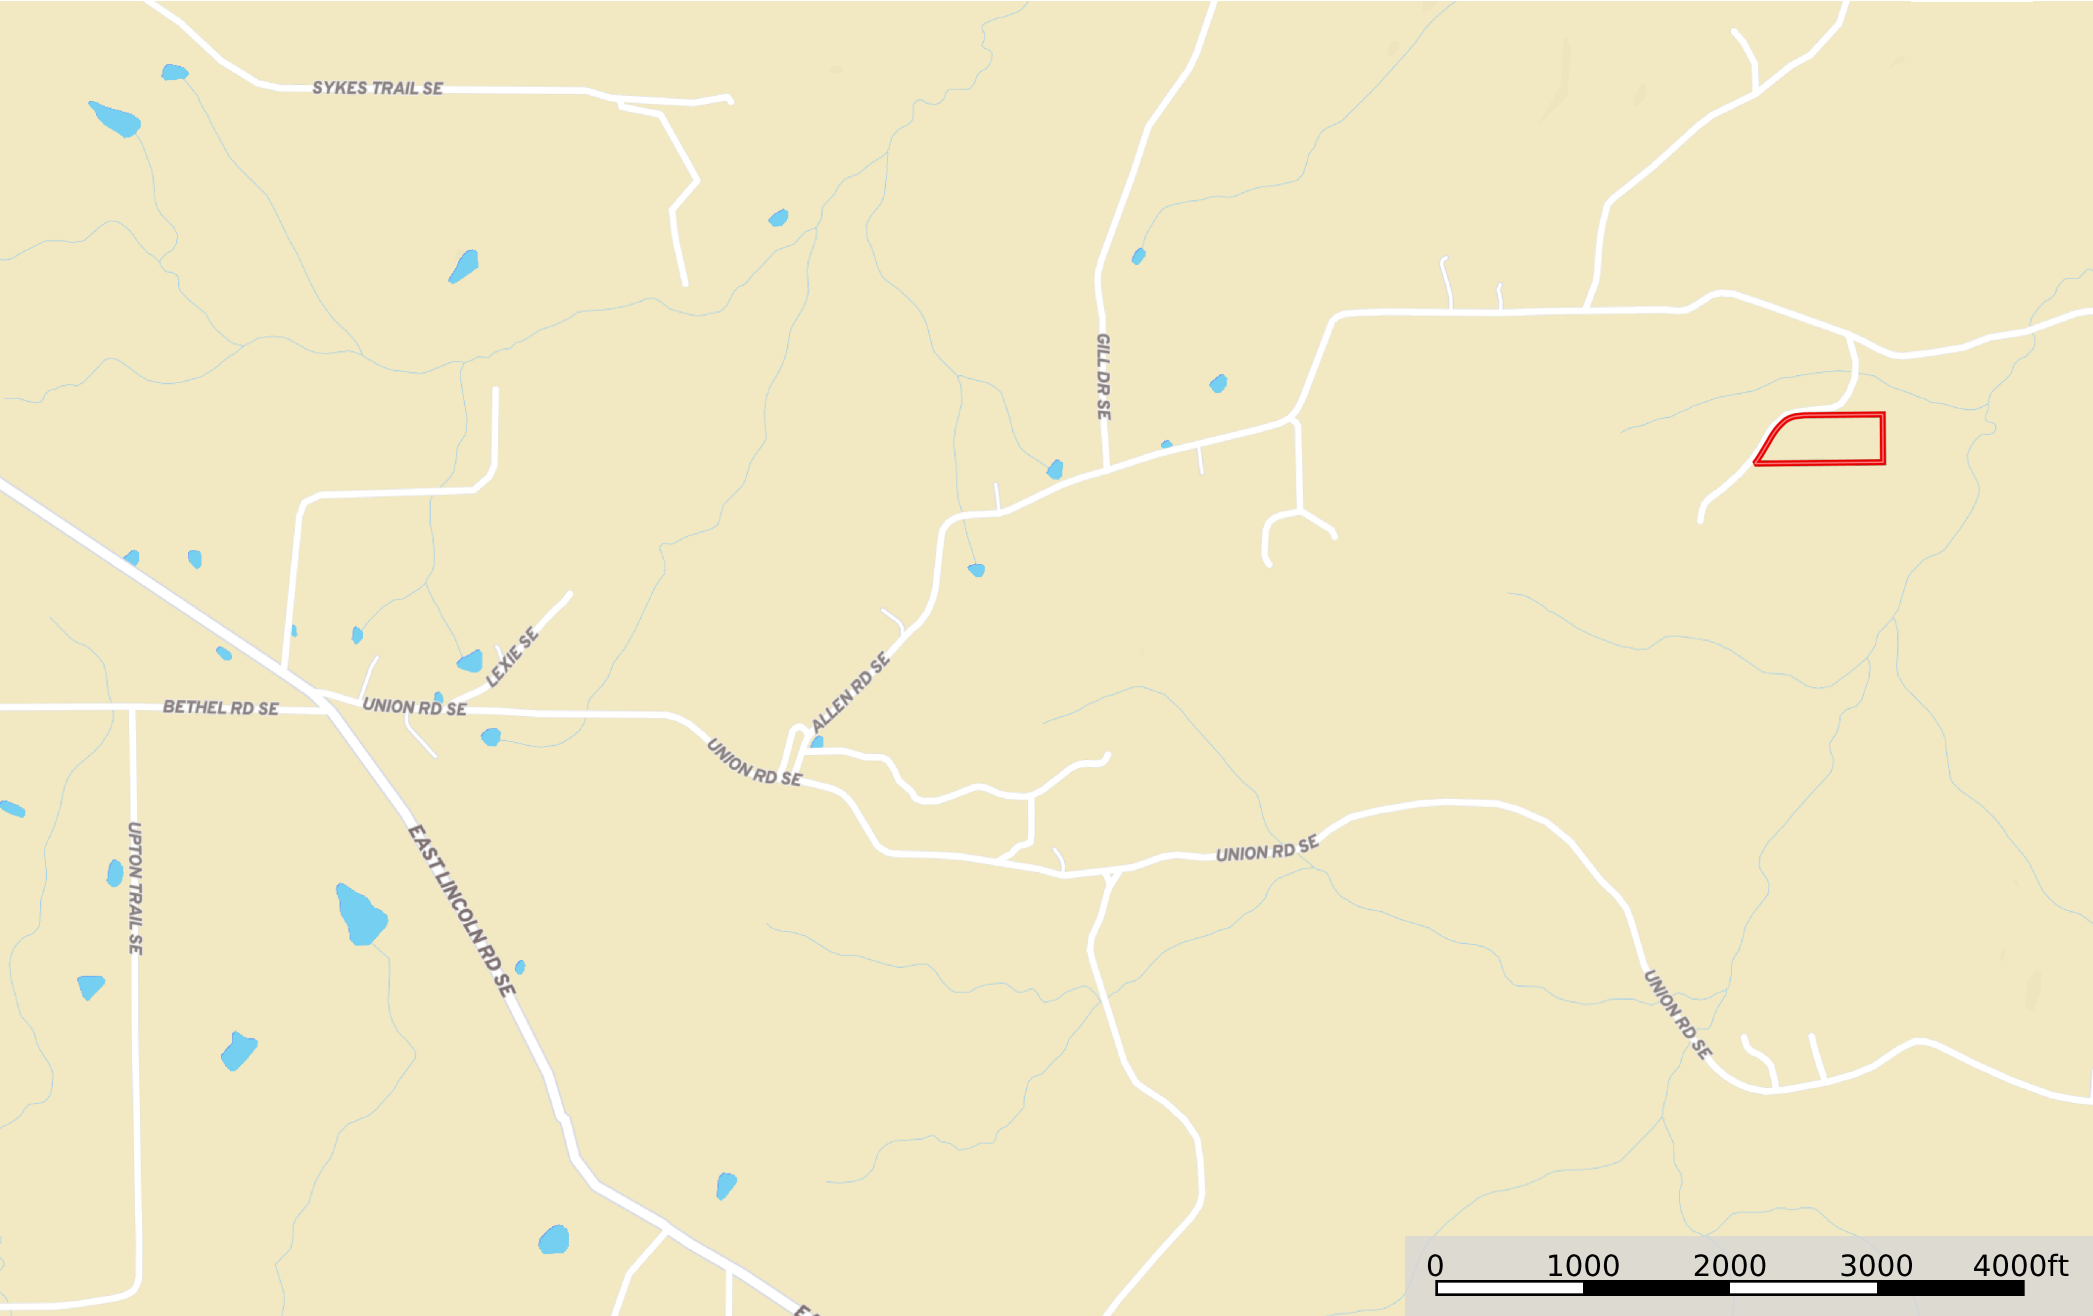 SYKES TRAIL SE
GILL DR SE
LEXIE SE
ALLEN RD SE
BETHEL RD SE
UNION RD SE
UNION RD SE
UPTON TRAIL SE
EAST LINCOLN RD SE
UNION RD SE
UNION RD SE
0 1000 2000 3000 4000ft